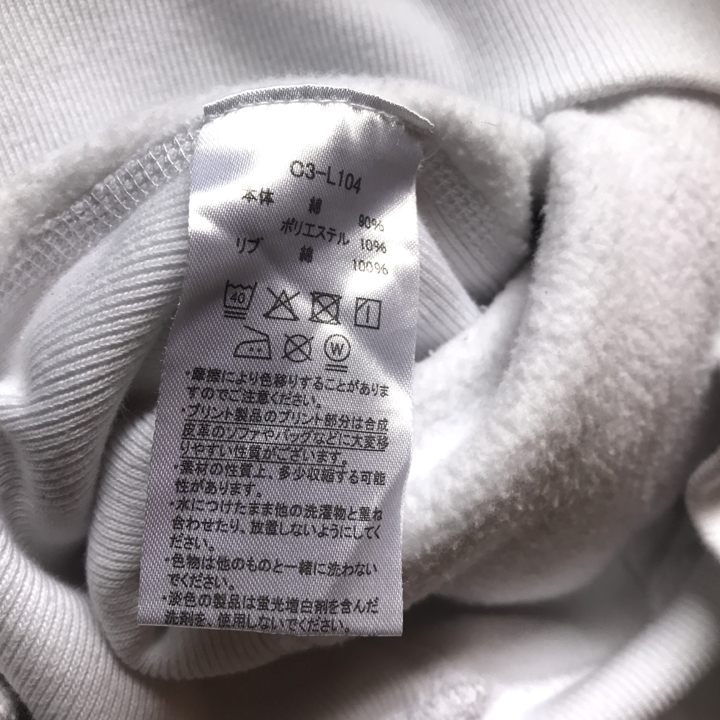 C3-L104
本体 綿 90%
ポリエステル 10%
リブ 綿 100%
40
W
・摩擦により色移りすることがありま
すのでご注意ください。
・プリント製品のプリント部分は合成
皮革のソファやバッグなどに大変移
りやすい性質がございます。
・素材の性質上、多少収縮する可能
性があります。
・水につけたまま他の洗濯物と重ね
合わせたり、放置しないようにしてく
ださい。
・色物は他のものと一緒に洗わない
でください。
・淡色の製品は蛍光増白剤を含んだ
洗剤を、使用しないでください。